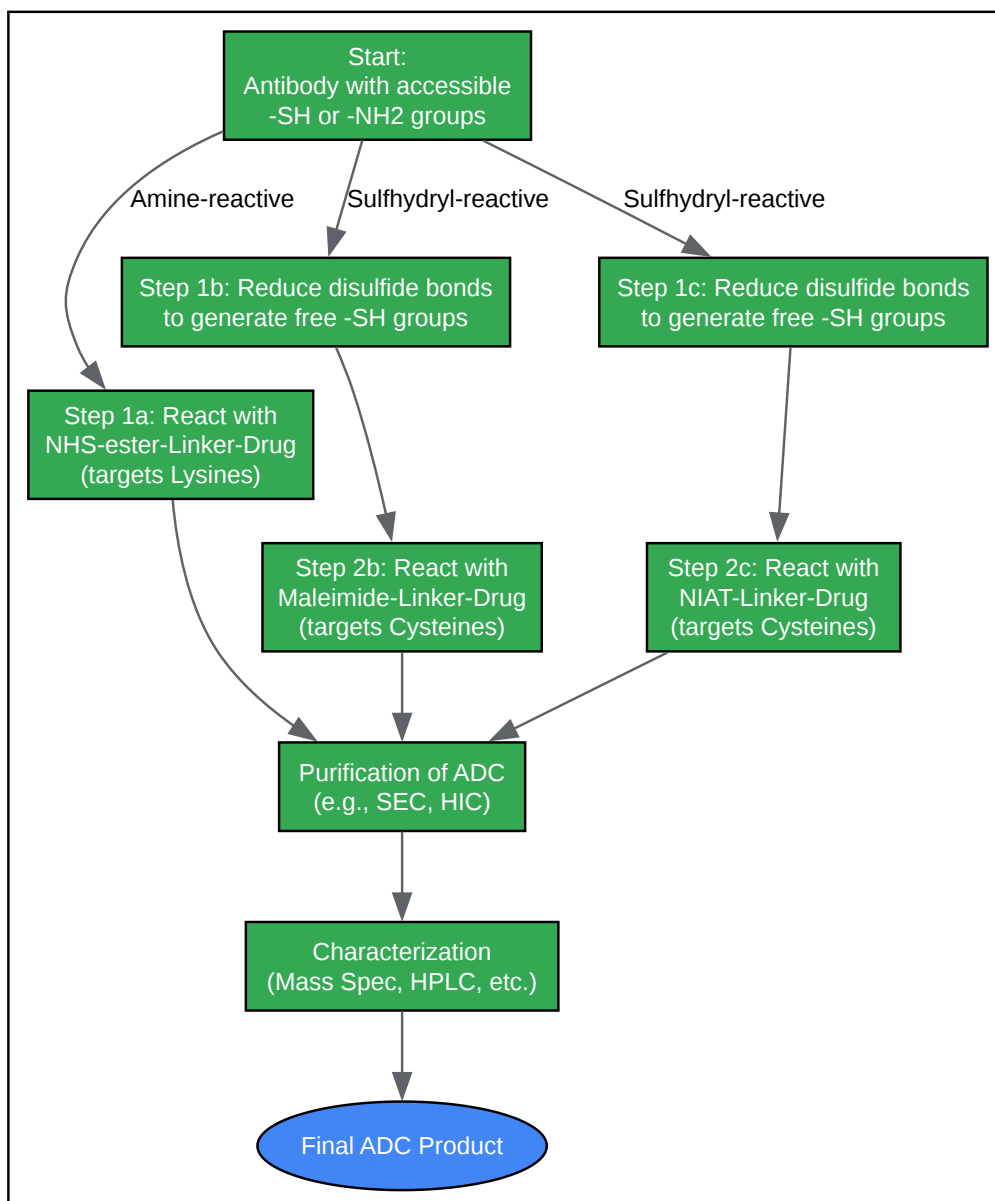 Start:
Antibody with accessible
-SH or -NH2 groups
Amine-reactive
Sulfhydryl-reactive
Sulfhydryl-reactive
Step 1b: Reduce disulfide bonds
to generate free -SH groups
Step 1c: Reduce disulfide bonds
to generate free -SH groups
Step 1a: React with
NHS-ester-Linker-Drug
(targets Lysines)
Step 2b: React with
Maleimide-Linker-Drug
(targets Cysteines)
Step 2c: React with
NIAT-Linker-Drug
(targets Cysteines)
Purification of ADC
(e.g., SEC, HIC)
Characterization
(Mass Spec, HPLC, etc.)
Final ADC Product